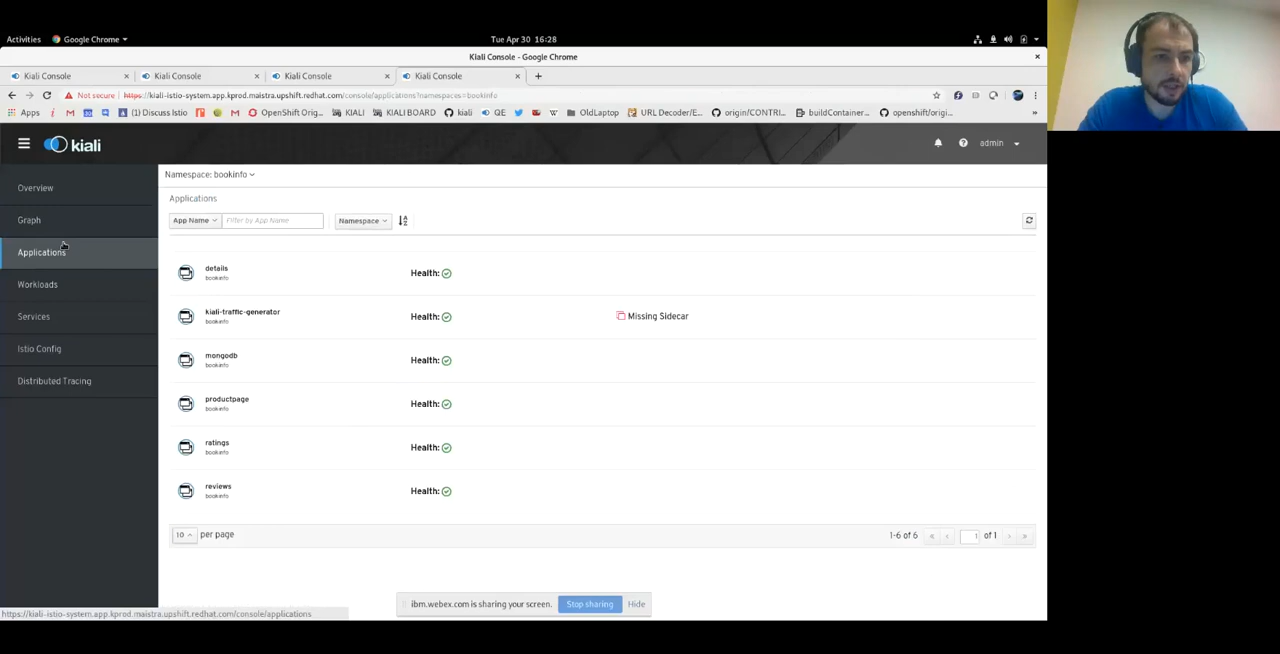 Activities Google Chrome Tue Apr 30 16:28
Kiali Console - Google Chrome
Kiali Console Kiali Console Kiali Console Kiali Console
Not secure https://kiali-istio-system.app.kprod.maistra.upshift.redhat.com/console/applications?namespaces=bookinfo
Apps (1) Discuss Istio OpenShift Orig... KIALI KIALI BOARD kiali QE OldLaptop URL Decoder/E... origin/CONTRI... buildContainer... openshift/origi...
kiali admin
Namespace: bookinfo
Overview
Applications
Graph
App Name Filter by App Name Namespace
Applications
Workloads
Services
Istio Config
Distributed Tracing
details Health:
bookinfo
kiali-traffic-generator Health: Missing Sidecar
bookinfo
mongodb Health:
bookinfo
productpage Health:
bookinfo
ratings Health:
bookinfo
reviews Health:
bookinfo
10 per page 1-6 of 6 « ‹ 1 of 1 › »
ibm.webex.com is sharing your screen. Stop sharing Hide
https://kiali-istio-system.app.kprod.maistra.upshift.redhat.com/console/applications